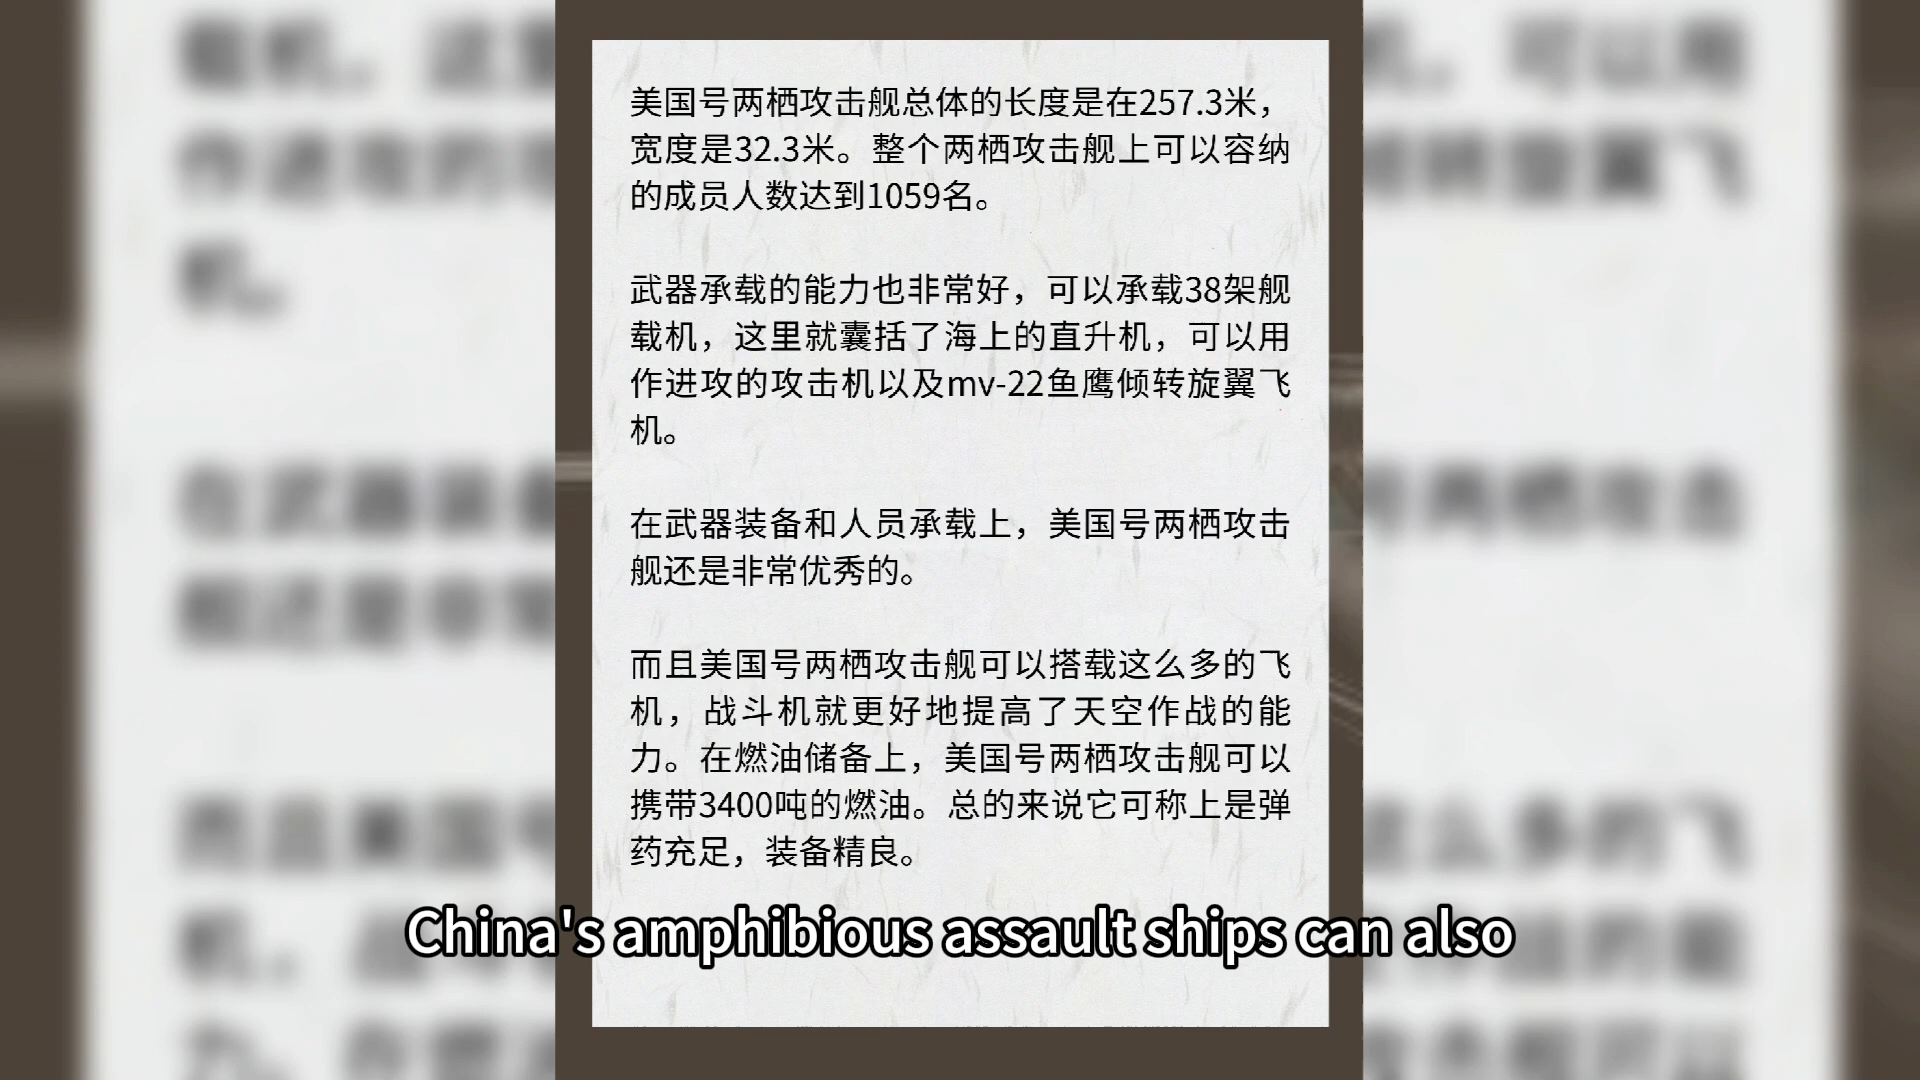 美国号两栖攻击舰总体的长度是在257.3米，
宽度是32.3米。整个两栖攻击舰上可以容纳
的成员人数达到1059名。
武器承载的能力也非常好，可以承载38架舰
载机，这里就囊括了海上的直升机，可以用
作进攻的攻击机以及mv-22鱼鹰倾转旋翼飞
机。
在武器装备和人员承载上，美国号两栖攻击
舰还是非常优秀的。
而且美国号两栖攻击舰可以搭载这么多的飞
机，战斗机就更好地提高了天空作战的能
力。在燃油储备上，美国号两栖攻击舰可以
携带3400吨的燃油。总的来说它可称上是弹
药充足，装备精良。
China's amphibious assault ships can also